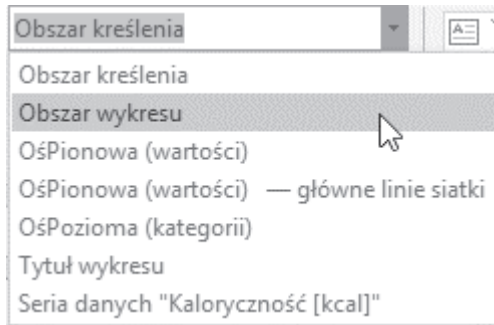 Obszar kreślenia
Obszar kreślenia
Obszar wykresu
OśPionowa (wartości)
OśPionowa (wartości) — główne linie siatki
OśPozioma (kategorii)
Tytuł wykresu
Seria danych "Kaloryczność [kcal]"